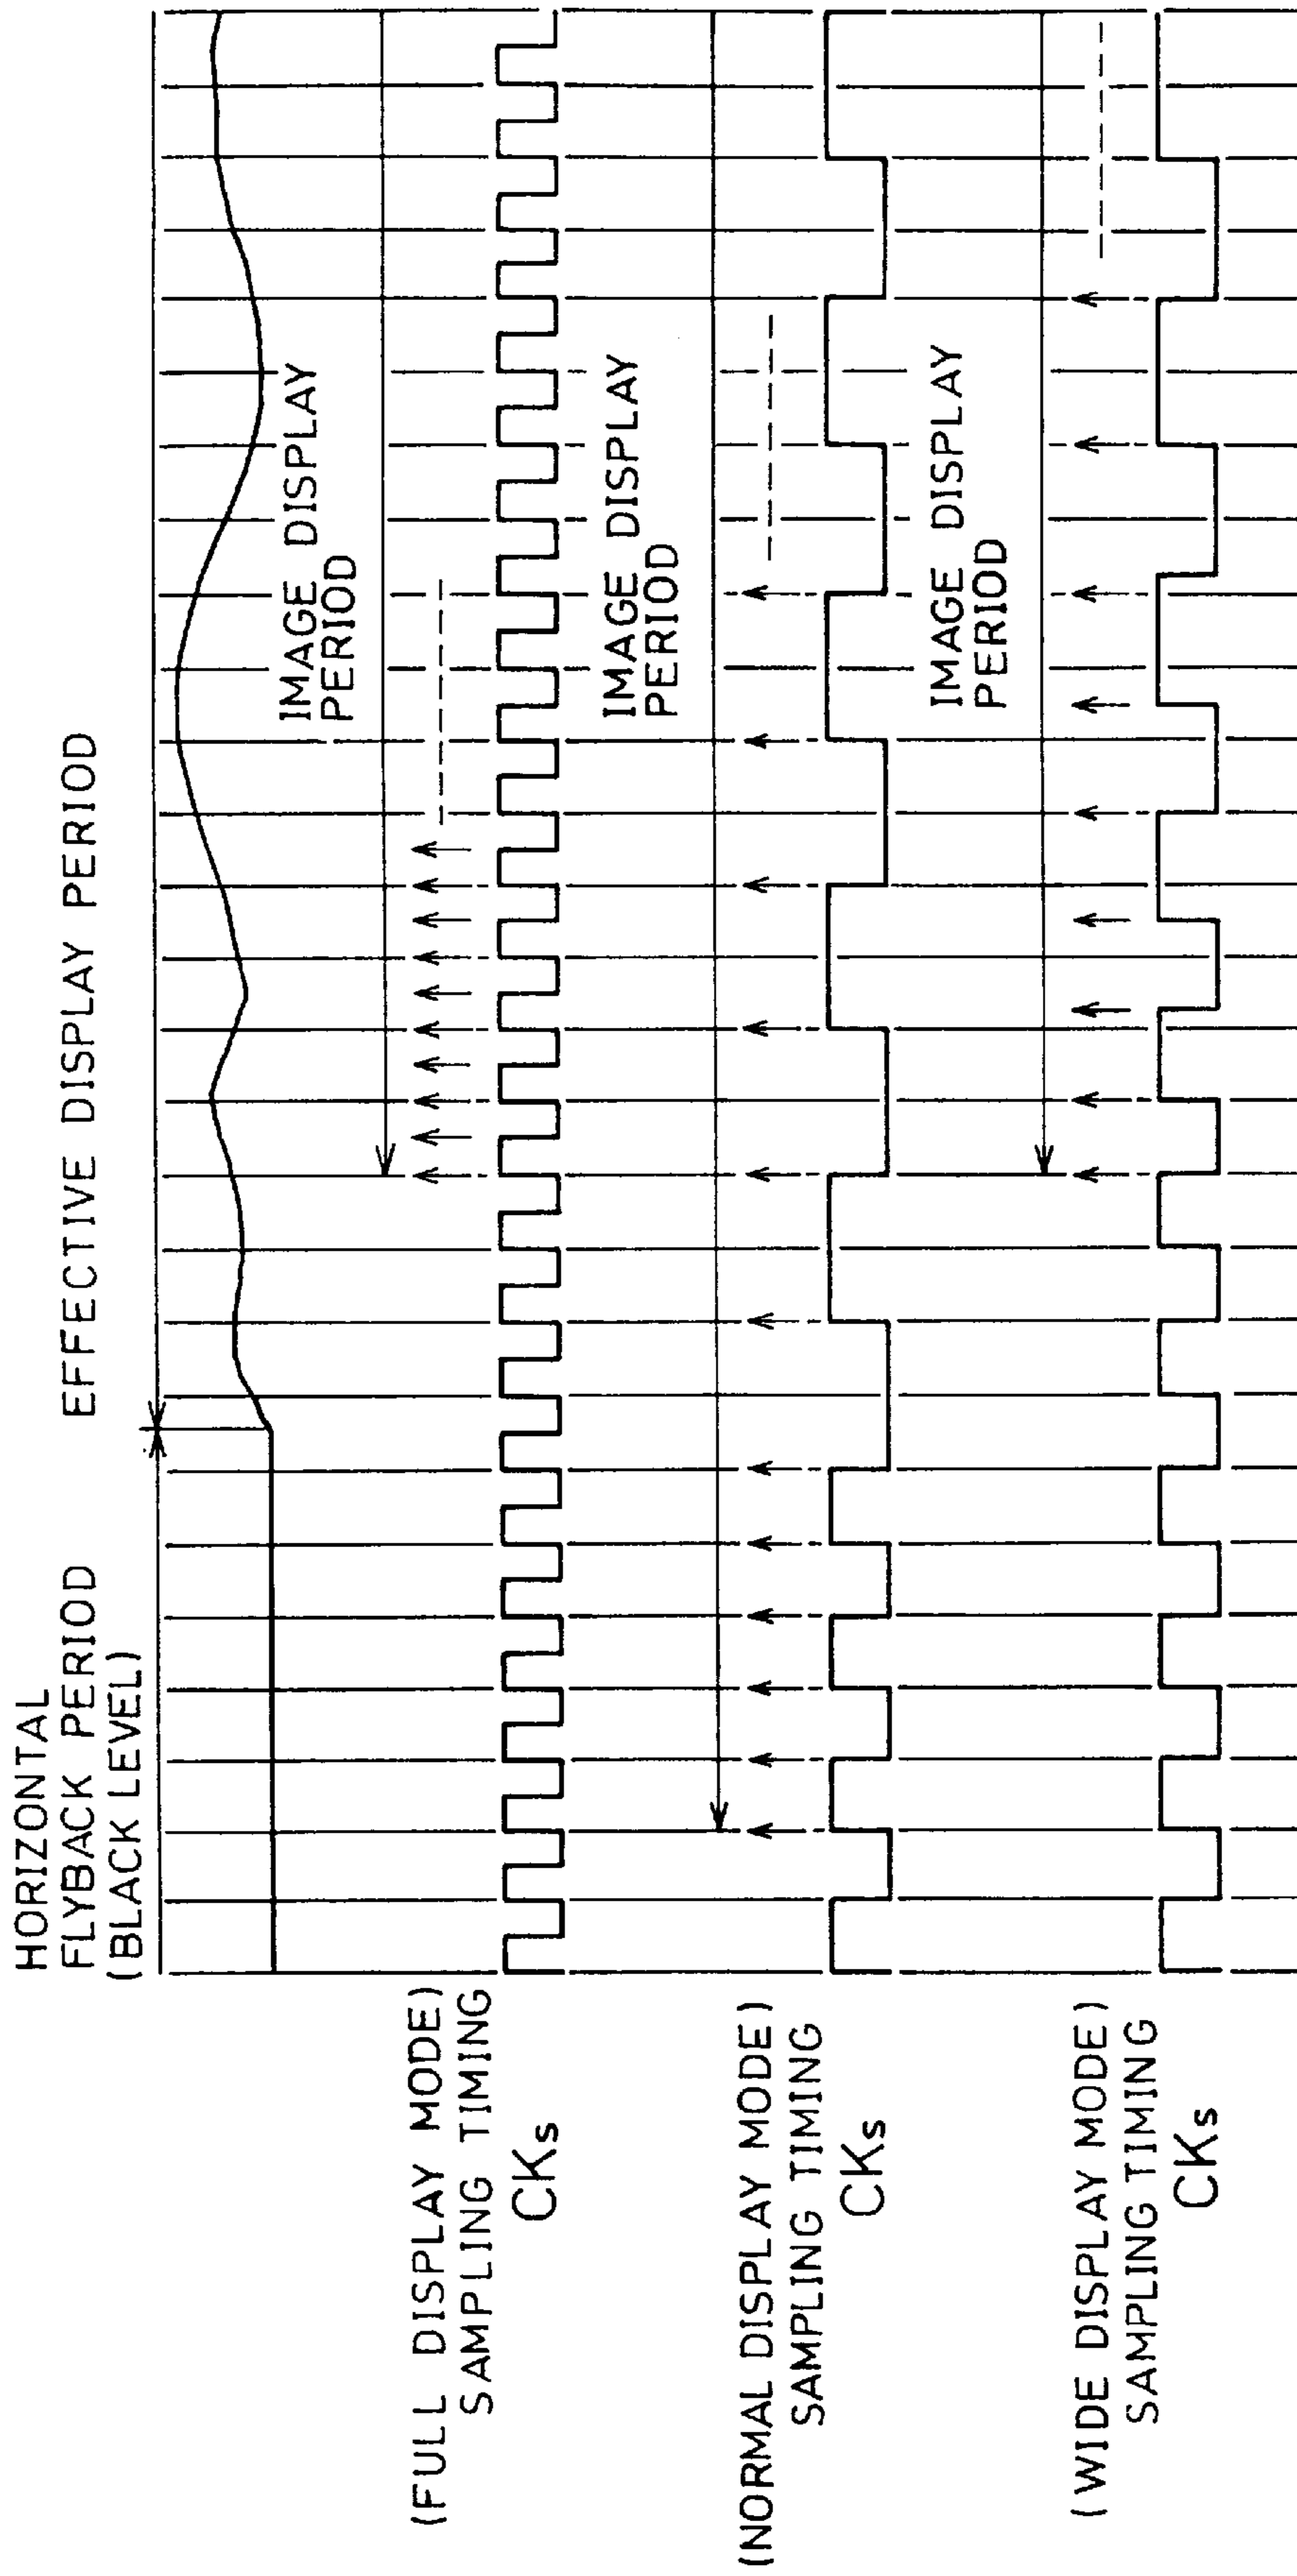 HORIZONTAL
FLYBACK PERIOD
(BLACK LEVEL)
EFFECTIVE DISPLAY PERIOD
IMAGE DISPLAY
PERIOD
(FULL DISPLAY MODE)
SAMPLING TIMING
CKs
IMAGE DISPLAY
PERIOD
(NORMAL DISPLAY MODE)
SAMPLING TIMING
CKs
IMAGE DISPLAY
PERIOD
(WIDE DISPLAY MODE)
SAMPLING TIMING
CKs